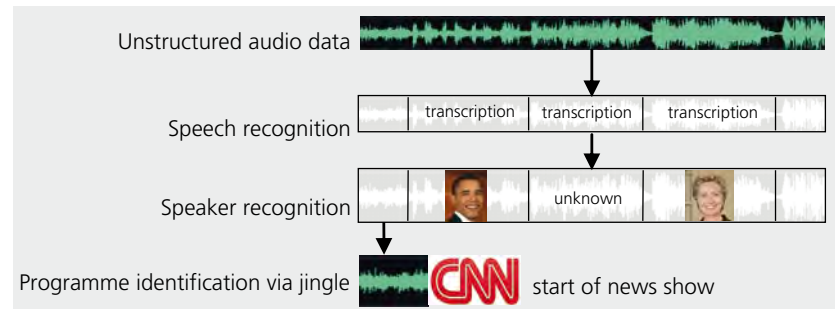 Unstructured audio data
Speech recognition
transcription transcription transcription
Speaker recognition
unknown
Programme identification via jingle
CNN
start of news show